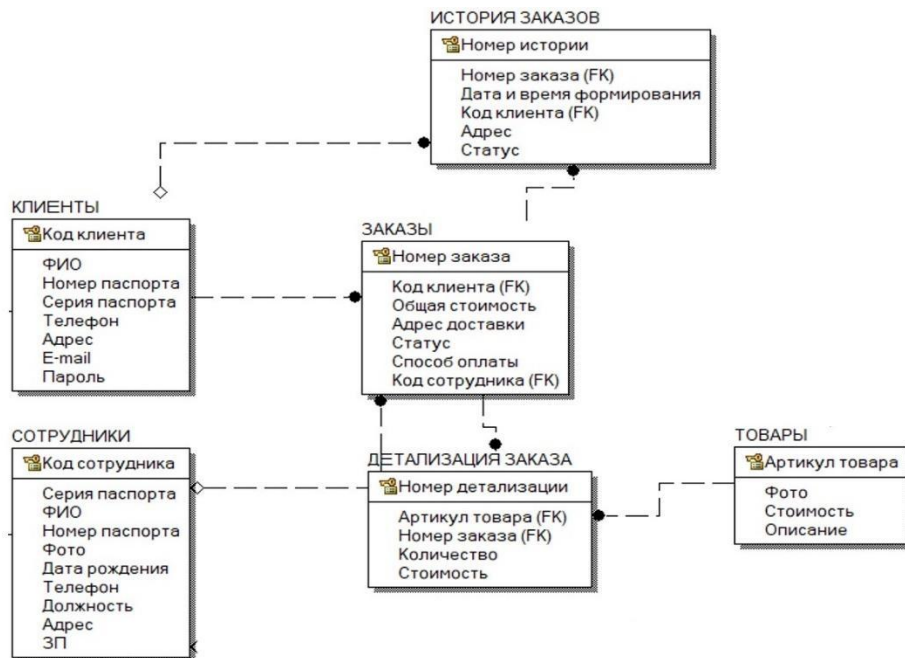 ИСТОРИЯ ЗАКАЗОВ
Номер истории
Номер заказа (FK)
Дата и время формирования
Код клиента (FK)
Адрес
Статус
КЛИЕНТЫ
Код клиента
ФИО
Номер паспорта
Серия паспорта
Телефон
Адрес
E-mail
Пароль
ЗАКАЗЫ
Номер заказа
Код клиента (FK)
Общая стоимость
Адрес доставки
Статус
Способ оплаты
Код сотрудника (FK)
СОТРУДНИКИ
Код сотрудника
Серия паспорта
ФИО
Номер паспорта
Фото
Дата рождения
Телефон
Должность
Адрес
ЗП
ДЕТАЛИЗАЦИЯ ЗАКАЗА
Номер детализации
Артикул товара (FK)
Номер заказа (FK)
Количество
Стоимость
ТОВАРЫ
Артикул товара
Фото
Стоимость
Описание